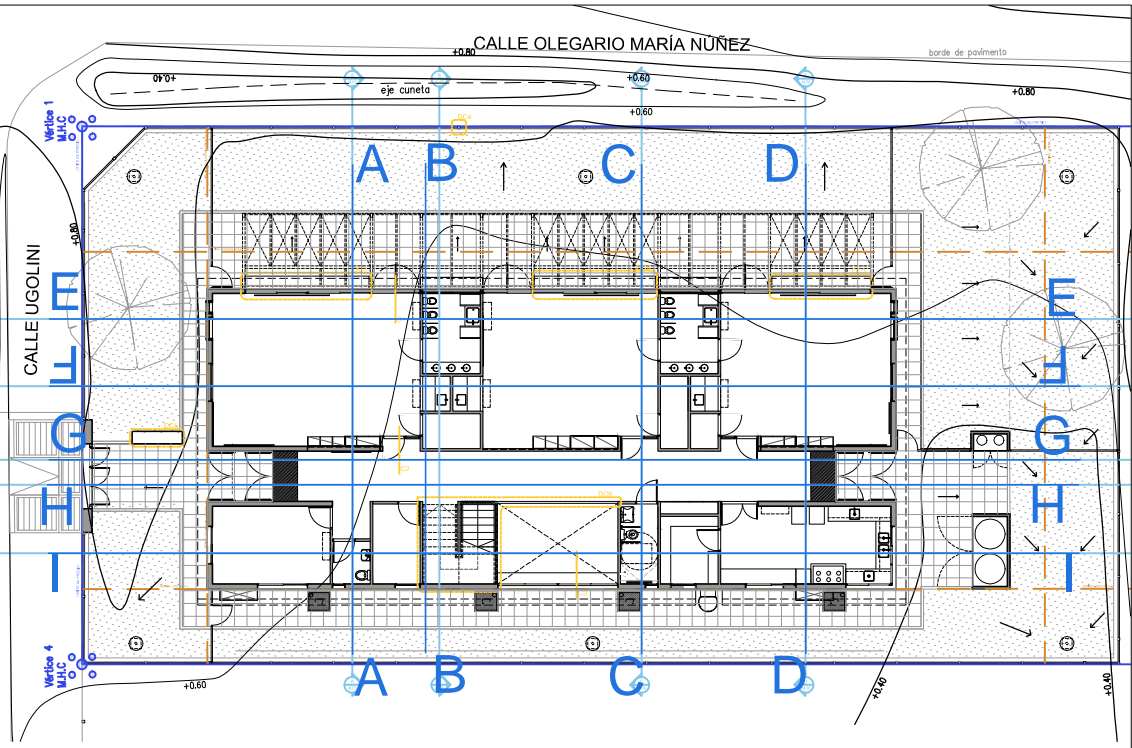 CALLE OLEGARIO MARÍA NÚÑEZ
+0.80
borde de pavimento
+0.40
+0.60
eje cuneta
+0.80
+0.60
Vértice 1
M.H.C
A B C D
+0.80
CALLE UGOLINI
E E
F F
G G
H H
I I
Vértice 4
M.H.C
A B C D
+0.60
+0.40
+0.40